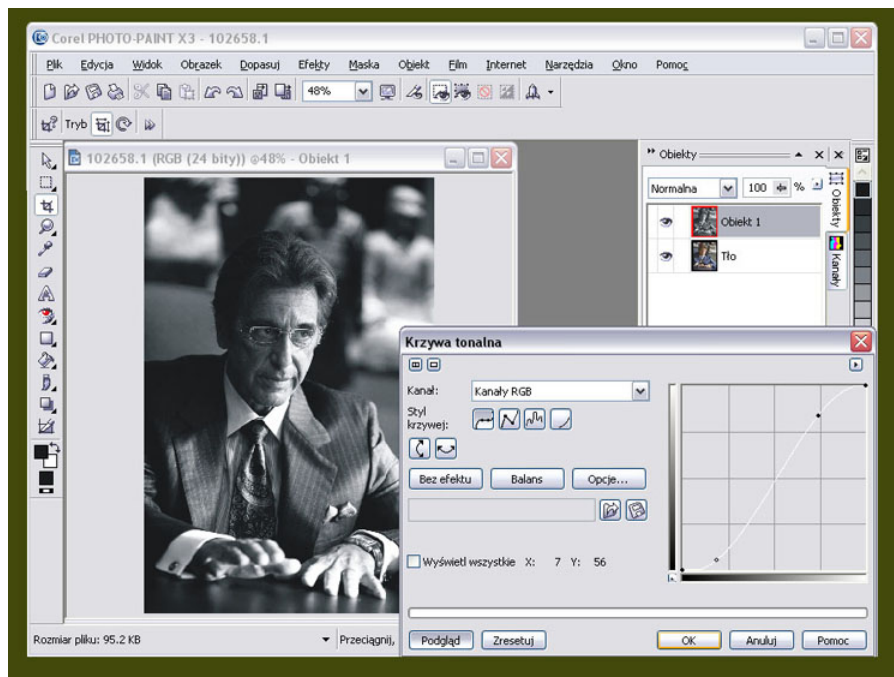 Corel PHOTO-PAINT X3 - 102658.1
Plik Edycja Widok Obrazek Dopasuj Efekty Maska Objekt Film Internet Narzędzia Okno Pomoc
48%
Tryb
102658.1 (RGB (24 bity)) @48% - Obiekt 1
Obiekty
Normalna 100 %
Obiekt 1
Tło
Obiekty
Kanały
Krzywa tonalna
Kanał: Kanały RGB
Styl
krzywej:
Bez efektu Balans Opcje...
Wyświetl wszystkie X: 7 Y: 56
Rozmiar pliku: 95.2 KB Przeciągnij,
Podgląd Zresetuj OK Anuluj Pomoc